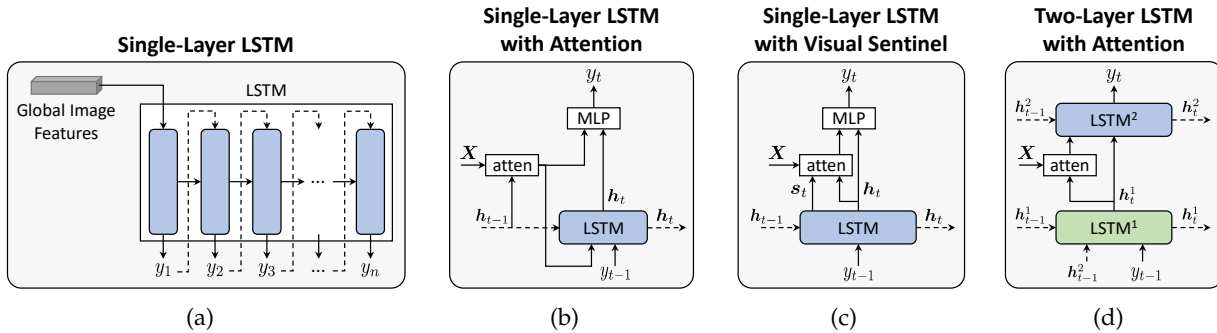 Single-Layer LSTM
Global Image
Features
LSTM
y₁ y₂ y₃ ... yₙ
...
(a)
Single-Layer LSTM
with Attention
yₜ
MLP
X
atten
hₜ₋₁
hₜ
LSTM
hₜ
yₜ₋₁
(b)
Single-Layer LSTM
with Visual Sentinel
yₜ
MLP
X
atten
sₜ
hₜ
hₜ₋₁
LSTM
hₜ
yₜ₋₁
(c)
Two-Layer LSTM
with Attention
yₜ
h²ₜ₋₁
LSTM²
h²ₜ
X
atten
h¹ₜ
h¹ₜ₋₁
LSTM¹
h¹ₜ
h²ₜ₋₁
yₜ₋₁
(d)